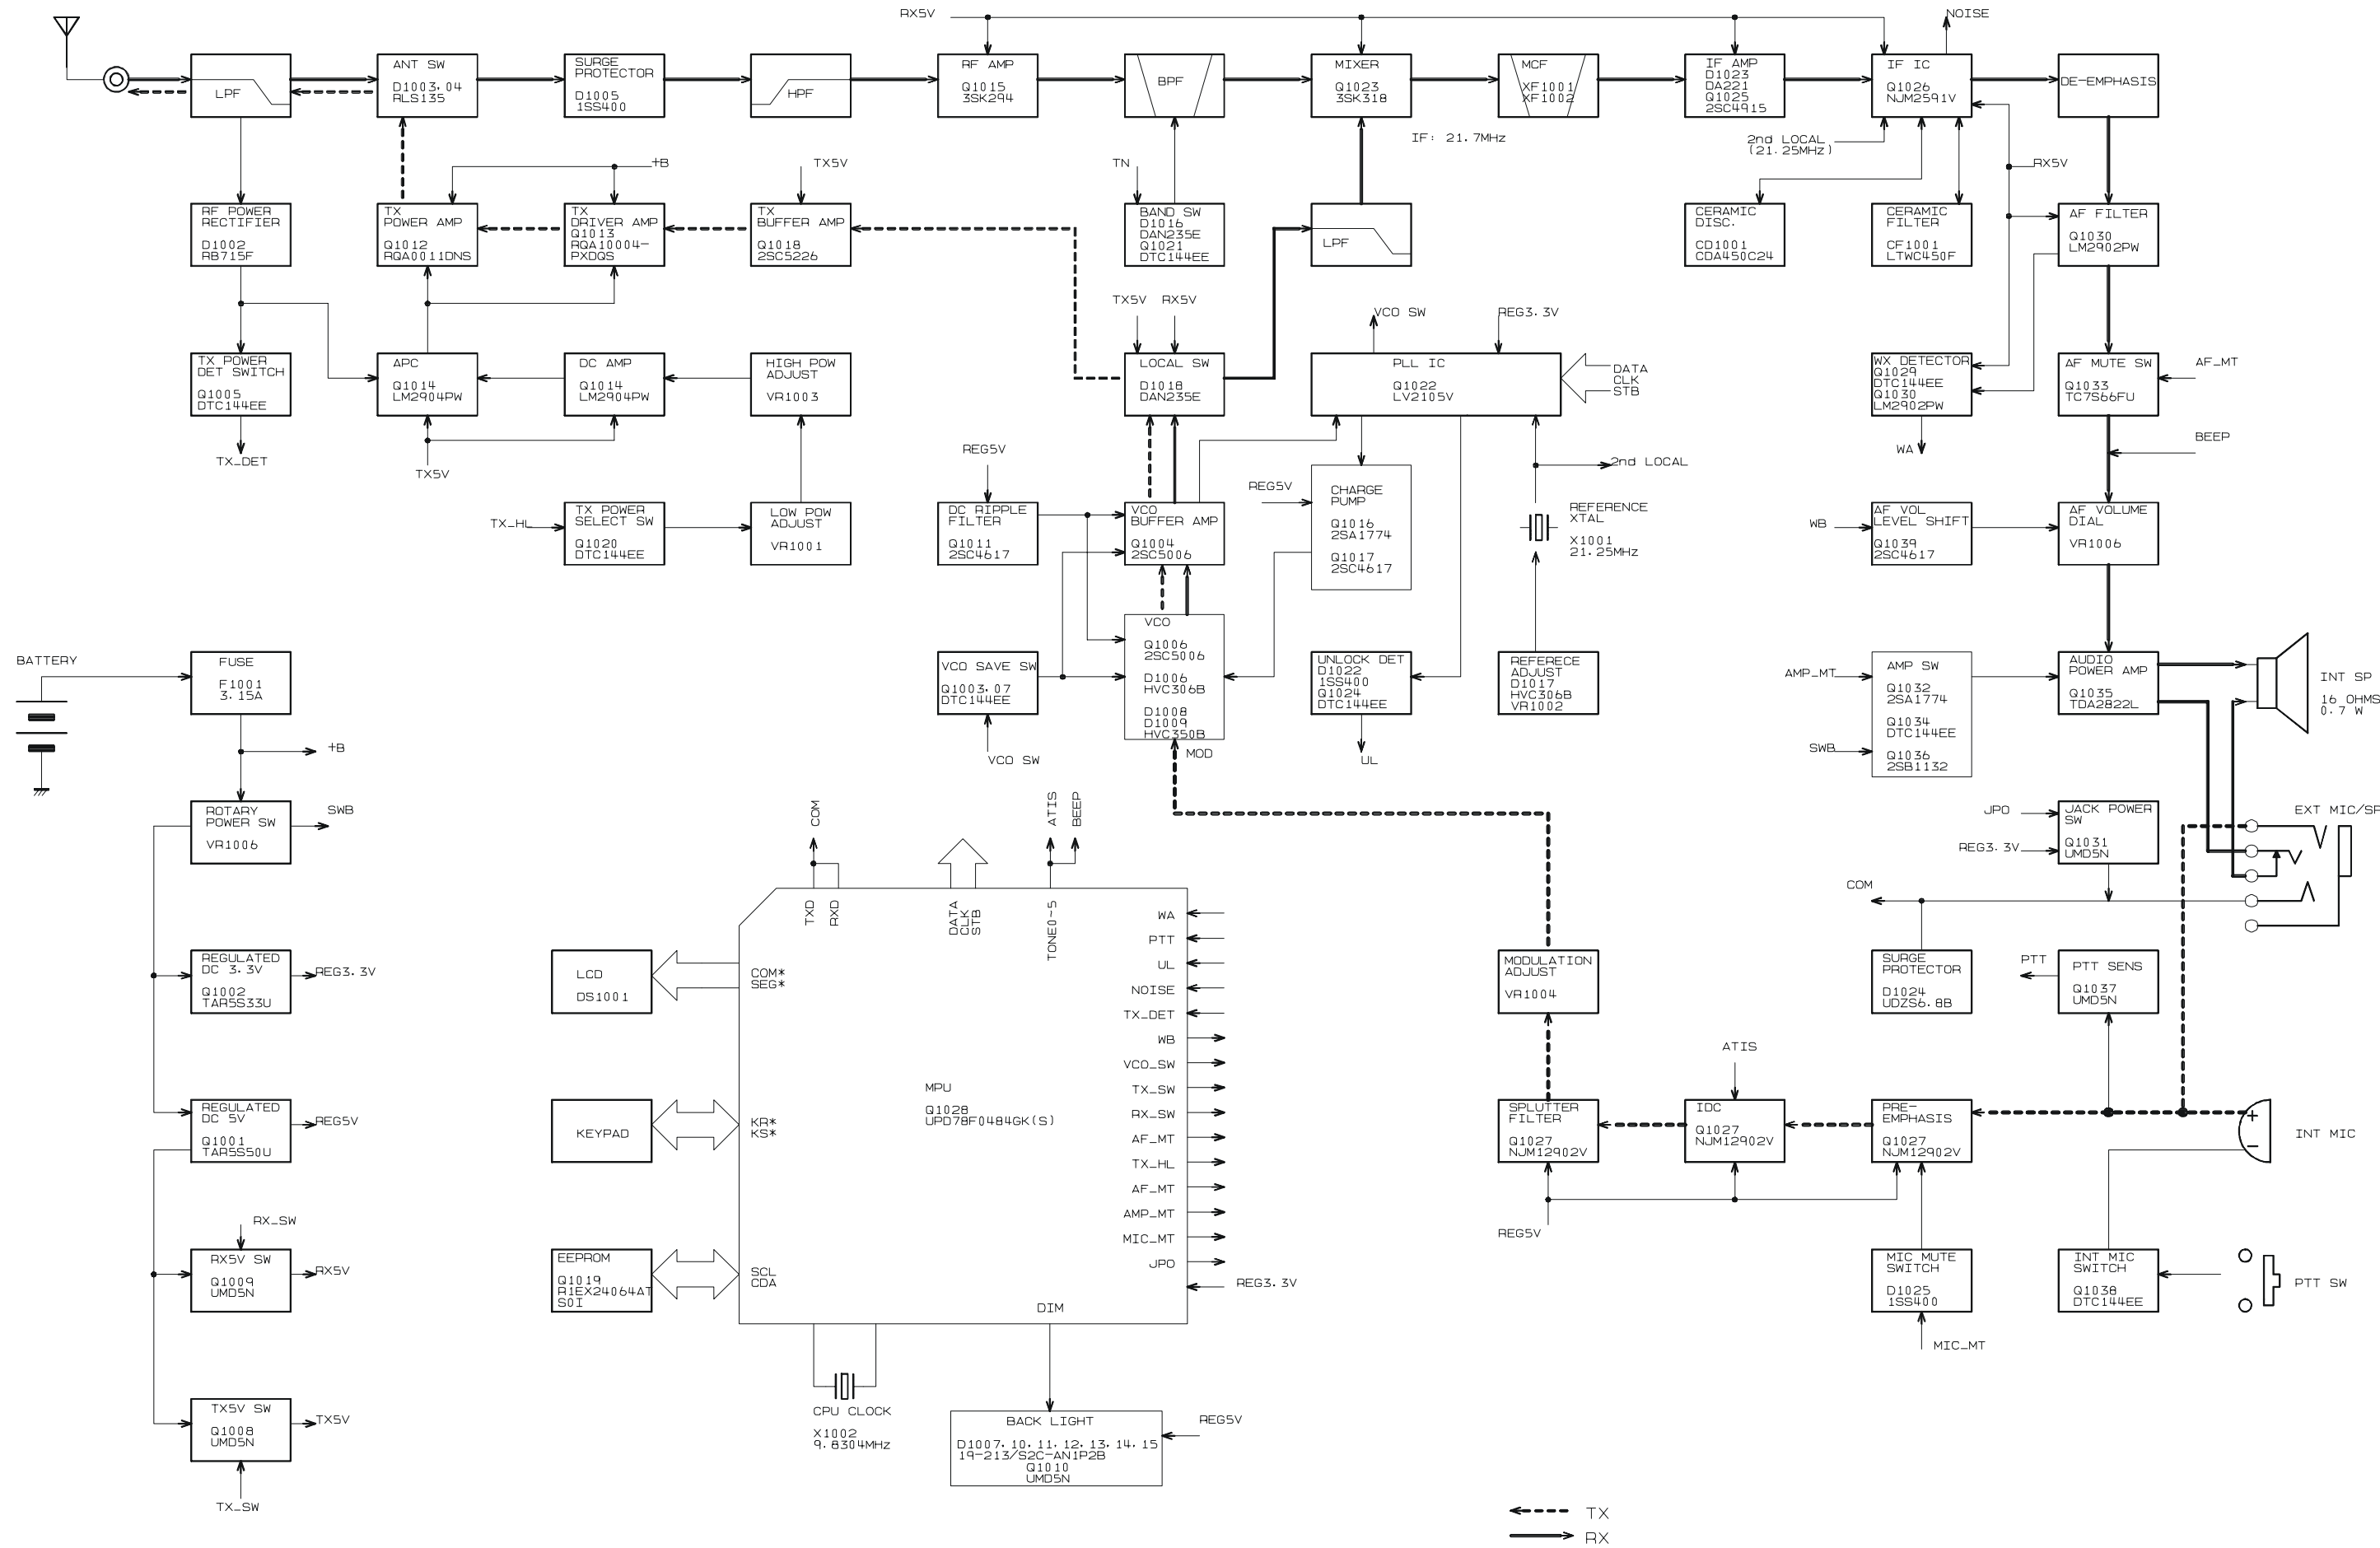 RX5V
NOISE
LPF
ANT SW
D1003,04
RLS135
SURGE
PROTECTOR
D1005
1SS400
HPF
RF AMP
Q1015
3SK294
BPF
MIXER
Q1023
3SK318
MCF
XF1001
XF1002
IF AMP
D1023
DA221
Q1025
2SC4915
IF IC
Q1026
NJM2591V
DE-EMPHASIS
IF: 21.7MHz
2nd LOCAL
(21.25MHz)
+B
TX5V
TN
RX5V
RF POWER
RECTIFIER
D1002
RB715F
TX
POWER AMP
Q1012
RQA0011DNS
TX
DRIVER AMP
Q1013
RQA10004-
PXDQS
TX
BUFFER AMP
Q1018
2SC5226
BAND SW
D1016
DAN235E
Q1021
DTC144EE
LPF
CERAMIC
DISC.
CD1001
CDA450C24
CERAMIC
FILTER
CF1001
LTWC450F
AF FILTER
Q1030
LM2902PW
TX5V RX5V
VCO SW
REG3.3V
TX POWER
DET SWITCH
Q1005
DTC144EE
APC
Q1014
LM2904PW
DC AMP
Q1014
LM2904PW
HIGH POW
ADJUST
VR1003
LOCAL SW
D1018
DAN235E
PLL IC
Q1022
LV2105V
DATA
CLK
STB
WX DETECTOR
Q1029
DTC144EE
Q1030
LM2902PW
AF MUTE SW
Q1033
TC7S66FU
AF_MT
TX_DET
TX5V
REG5V
2nd LOCAL
WA
BEEP
TX_HL
TX POWER
SELECT SW
Q1020
DTC144EE
LOW POW
ADJUST
VR1001
DC RIPPLE
FILTER
Q1011
2SC4617
VCO
BUFFER AMP
Q1004
2SC5006
REG5V
CHARGE
PUMP
Q1016
2SA1774
Q1017
2SC4617
REFERENCE
XTAL
X1001
21.25MHz
WB
AF VOL
LEVEL SHIFT
Q1039
2SC4617
AF VOLUME
DIAL
VR1006
BATTERY
FUSE
F1001
3.15A
VCO SAVE SW
Q1003,07
DTC144EE
VCO
Q1006
2SC5006
D1006
HVC306B
D1008
D1009
HVC350B
UNLOCK DET
D1022
1SS400
Q1024
DTC144EE
REFERECE
ADJUST
D1017
HVC306B
VR1002
AMP_MT
SWB
AMP SW
Q1032
2SA1774
Q1034
DTC144EE
Q1036
2SB1132
AUDIO
POWER AMP
Q1035
TDA2822L
INT SP
16 OHMS
0.7 W
+B
VCO SW
MOD
UL
ROTARY
POWER SW
VR1006
SWB
COM
ATIS
BEEP
JPO
REG3.3V
JACK POWER
SW
Q1031
UMD5N
EXT MIC/SP
COM
TXD
RXD
DATA
CLK
STB
TONE0~5
REGULATED
DC 3.3V
Q1002
TAR5S33U
REG3.3V
LCD
DS1001
COM*
SEG*
WA
PTT
UL
NOISE
TX_DET
WB
VCO_SW
TX_SW
RX_SW
AF_MT
TX_HL
AF_MT
AMP_MT
MIC_MT
JPO
REG3.3V
MODULATION
ADJUST
VR1004
SURGE
PROTECTOR
D1024
UDZS6.8B
PTT
PTT SENS
Q1037
UMD5N
ATIS
REGULATED
DC 5V
Q1001
TAR5S50U
REG5V
KEYPAD
KR*
KS*
MPU
Q1028
UPD78F0484GK(S)
SPLUTTER
FILTER
Q1027
NJM12902V
IDC
Q1027
NJM12902V
PRE-
EMPHASIS
Q1027
NJM12902V
+
-
INT MIC
RX_SW
REG5V
RX5V SW
Q1009
UMD5N
RX5V
EEPROM
Q1019
R1EX24064AT
S0I
SCL
CDA
DIM
MIC MUTE
SWITCH
D1025
1SS400
INT MIC
SWITCH
Q1038
DTC144EE
PTT SW
MIC_MT
TX5V SW
Q1008
UMD5N
TX5V
TX_SW
CPU CLOCK
X1002
9.8304MHz
BACK LIGHT
D1007,10,11,12,13,14,15
19-213/S2C-AN1P2B
Q1010
UMD5N
REG5V
TX
RX